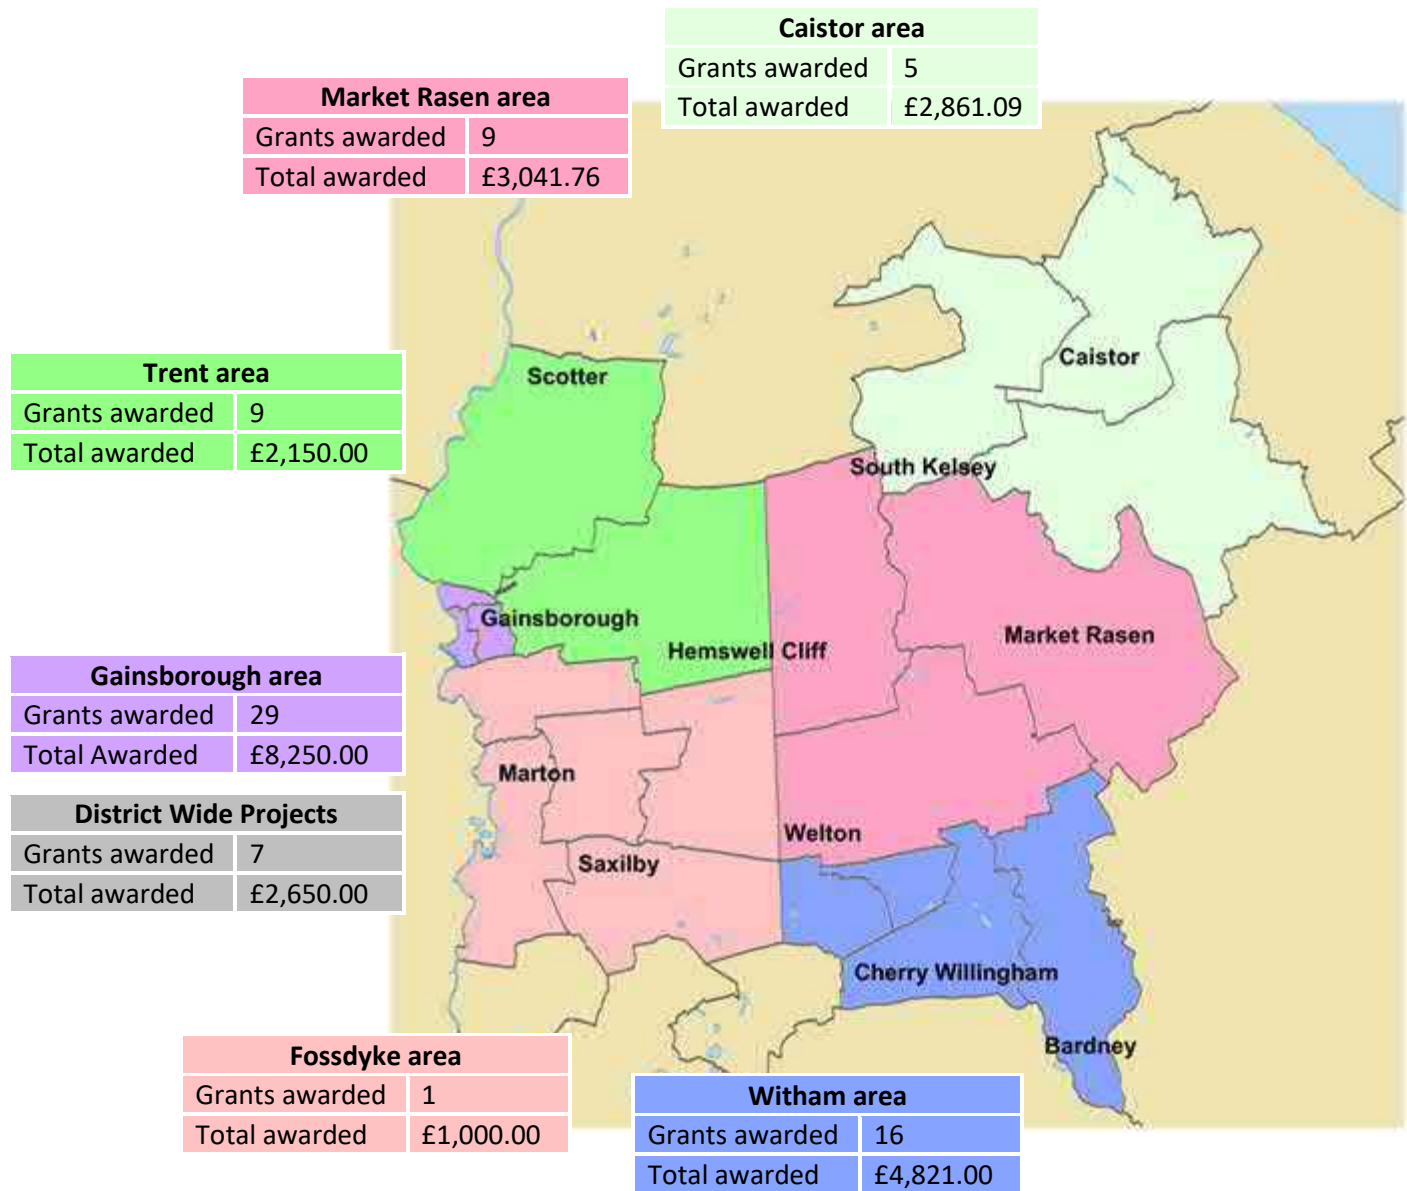 Caistor area
Grants awarded 5
Total awarded £2,861.09
Market Rasen area
Grants awarded 9
Total awarded £3,041.76
Trent area
Grants awarded 9
Total awarded £2,150.00
Gainsborough area
Grants awarded 29
Total Awarded £8,250.00
District Wide Projects
Grants awarded 7
Total awarded £2,650.00
Fossdyke area
Grants awarded 1
Total awarded £1,000.00
Witham area
Grants awarded 16
Total awarded £4,821.00
Caistor
Scotter
South Kelsey
Gainsborough
Market Rasen
Hemswell Cliff
Marton
Welton
Saxilby
Cherry Willingham
Bardney